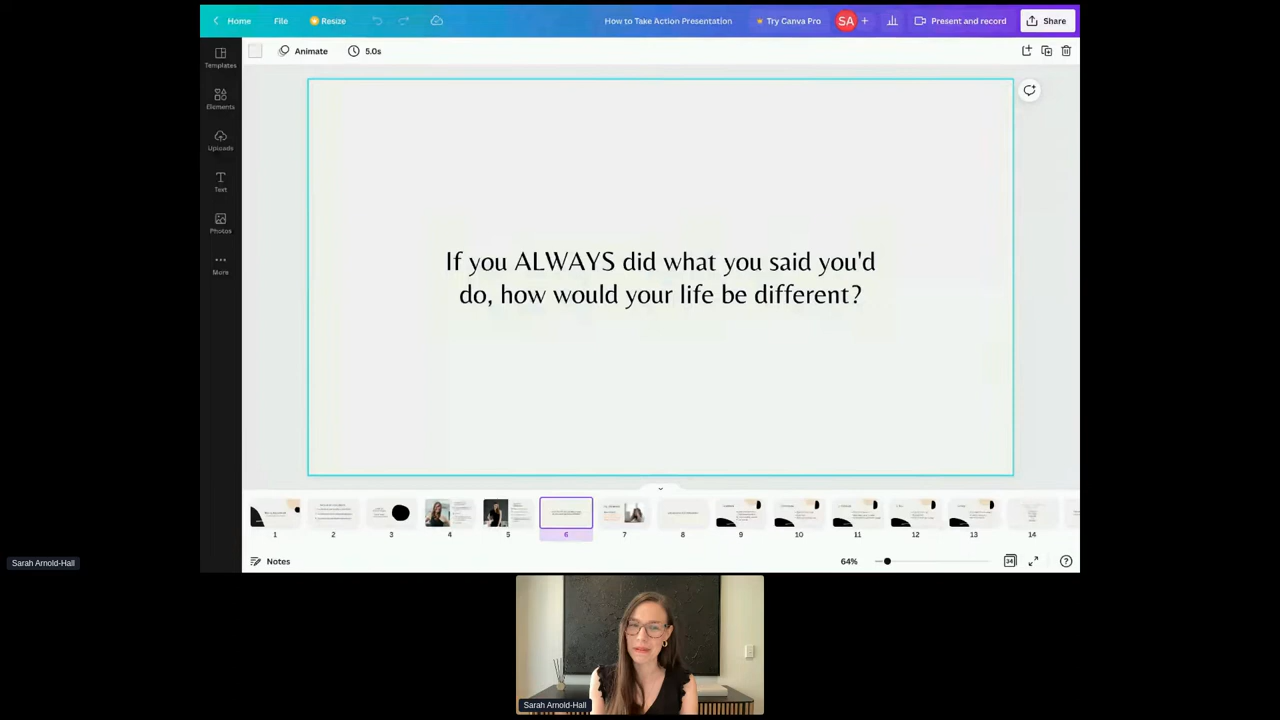 Home File Resize How to Take Action Presentation Try Canva Pro SA + Present and record Share
Animate 5.0s
Templates
Elements
Uploads
Text
Photos
More
If you ALWAYS did what you said you'd
do, how would your life be different?
1 2 3 4 5 6 7 8 9 10 11 12 13 14
Notes 64% 34 ?
Sarah Arnold-Hall
Sarah Arnold-Hall